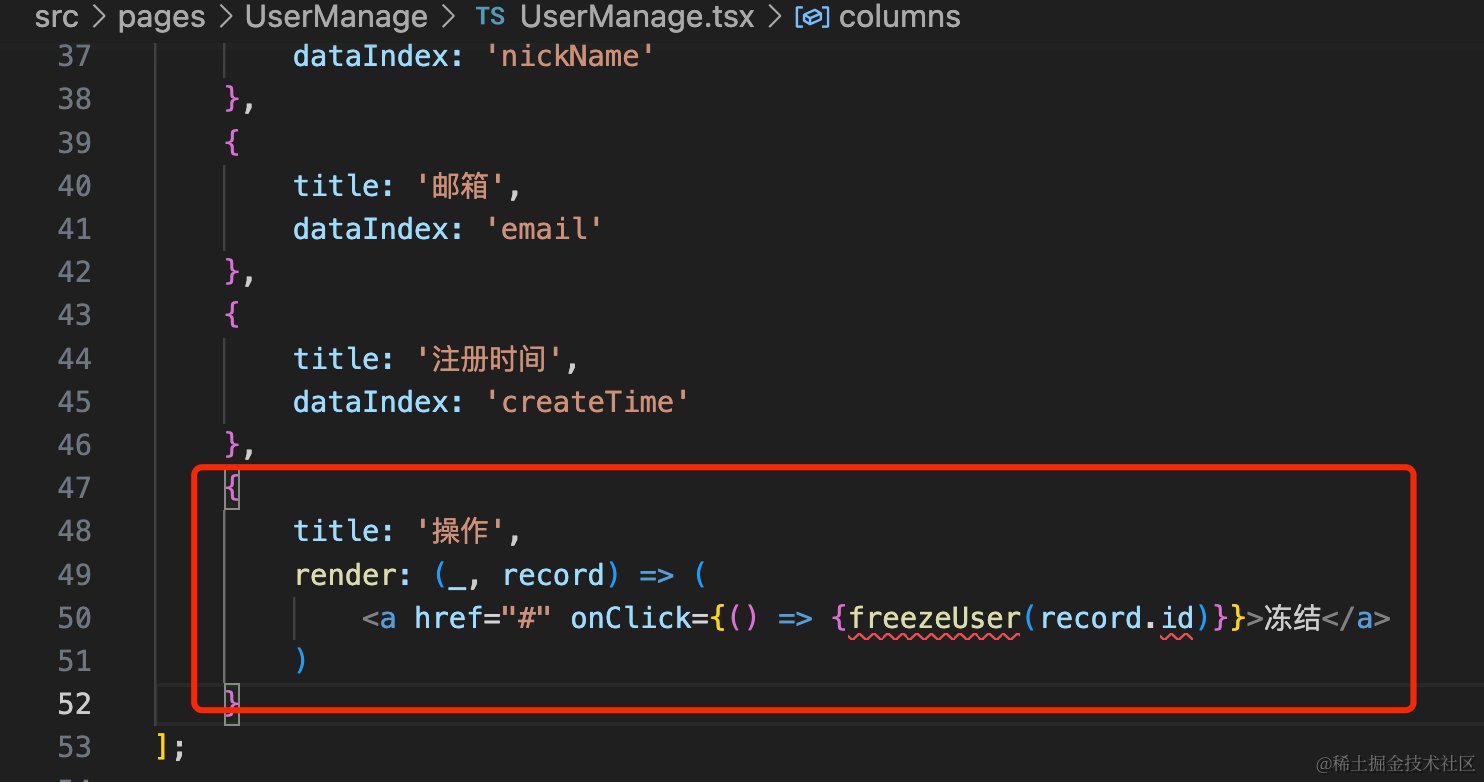 src > pages > UserManage > TS UserManage.tsx > columns
37 dataIndex: 'nickName'
38 },
39 {
40 title: '邮箱',
41 dataIndex: 'email'
42 },
43 {
44 title: '注册时间',
45 dataIndex: 'createTime'
46 },
47 {
48 title: '操作',
49 render: (_, record) => (
50 <a href="#" onClick={() => {freezeUser(record.id)}}>冻结</a>
51 )
52 }
53 ];
@稀土掘金技术社区